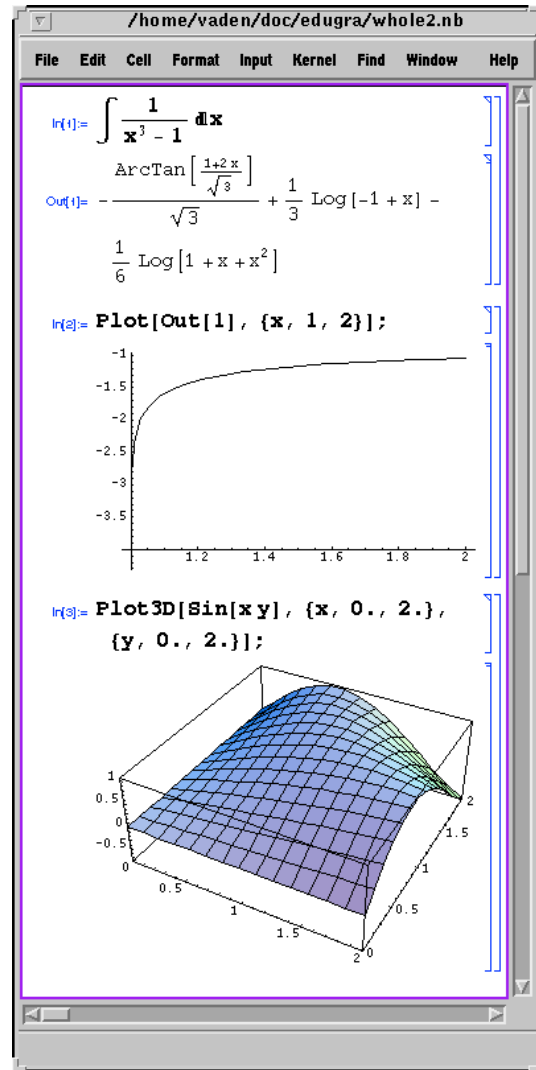 /home/vaden/doc/edugra/whole2.nb
File Edit Cell Format Input Kernel Find Window Help
In[1]:= ∫ 1/(x³ - 1) ⅆx
Out[1]= - ArcTan[(1+2 x)/√3]/√3 + 1/3 Log[-1 + x] -
1/6 Log[1 + x + x²]
In[2]:= Plot[Out[1], {x, 1, 2}];
-1
-1.5
-2
-2.5
-3
-3.5
1.2 1.4 1.6 1.8 2
In[3]:= Plot3D[Sin[x y], {x, 0., 2.},
{y, 0., 2.}];
1
0.5
0
-0.5
0
0.5
1
1.5
2
0
0.5
1
1.5
2